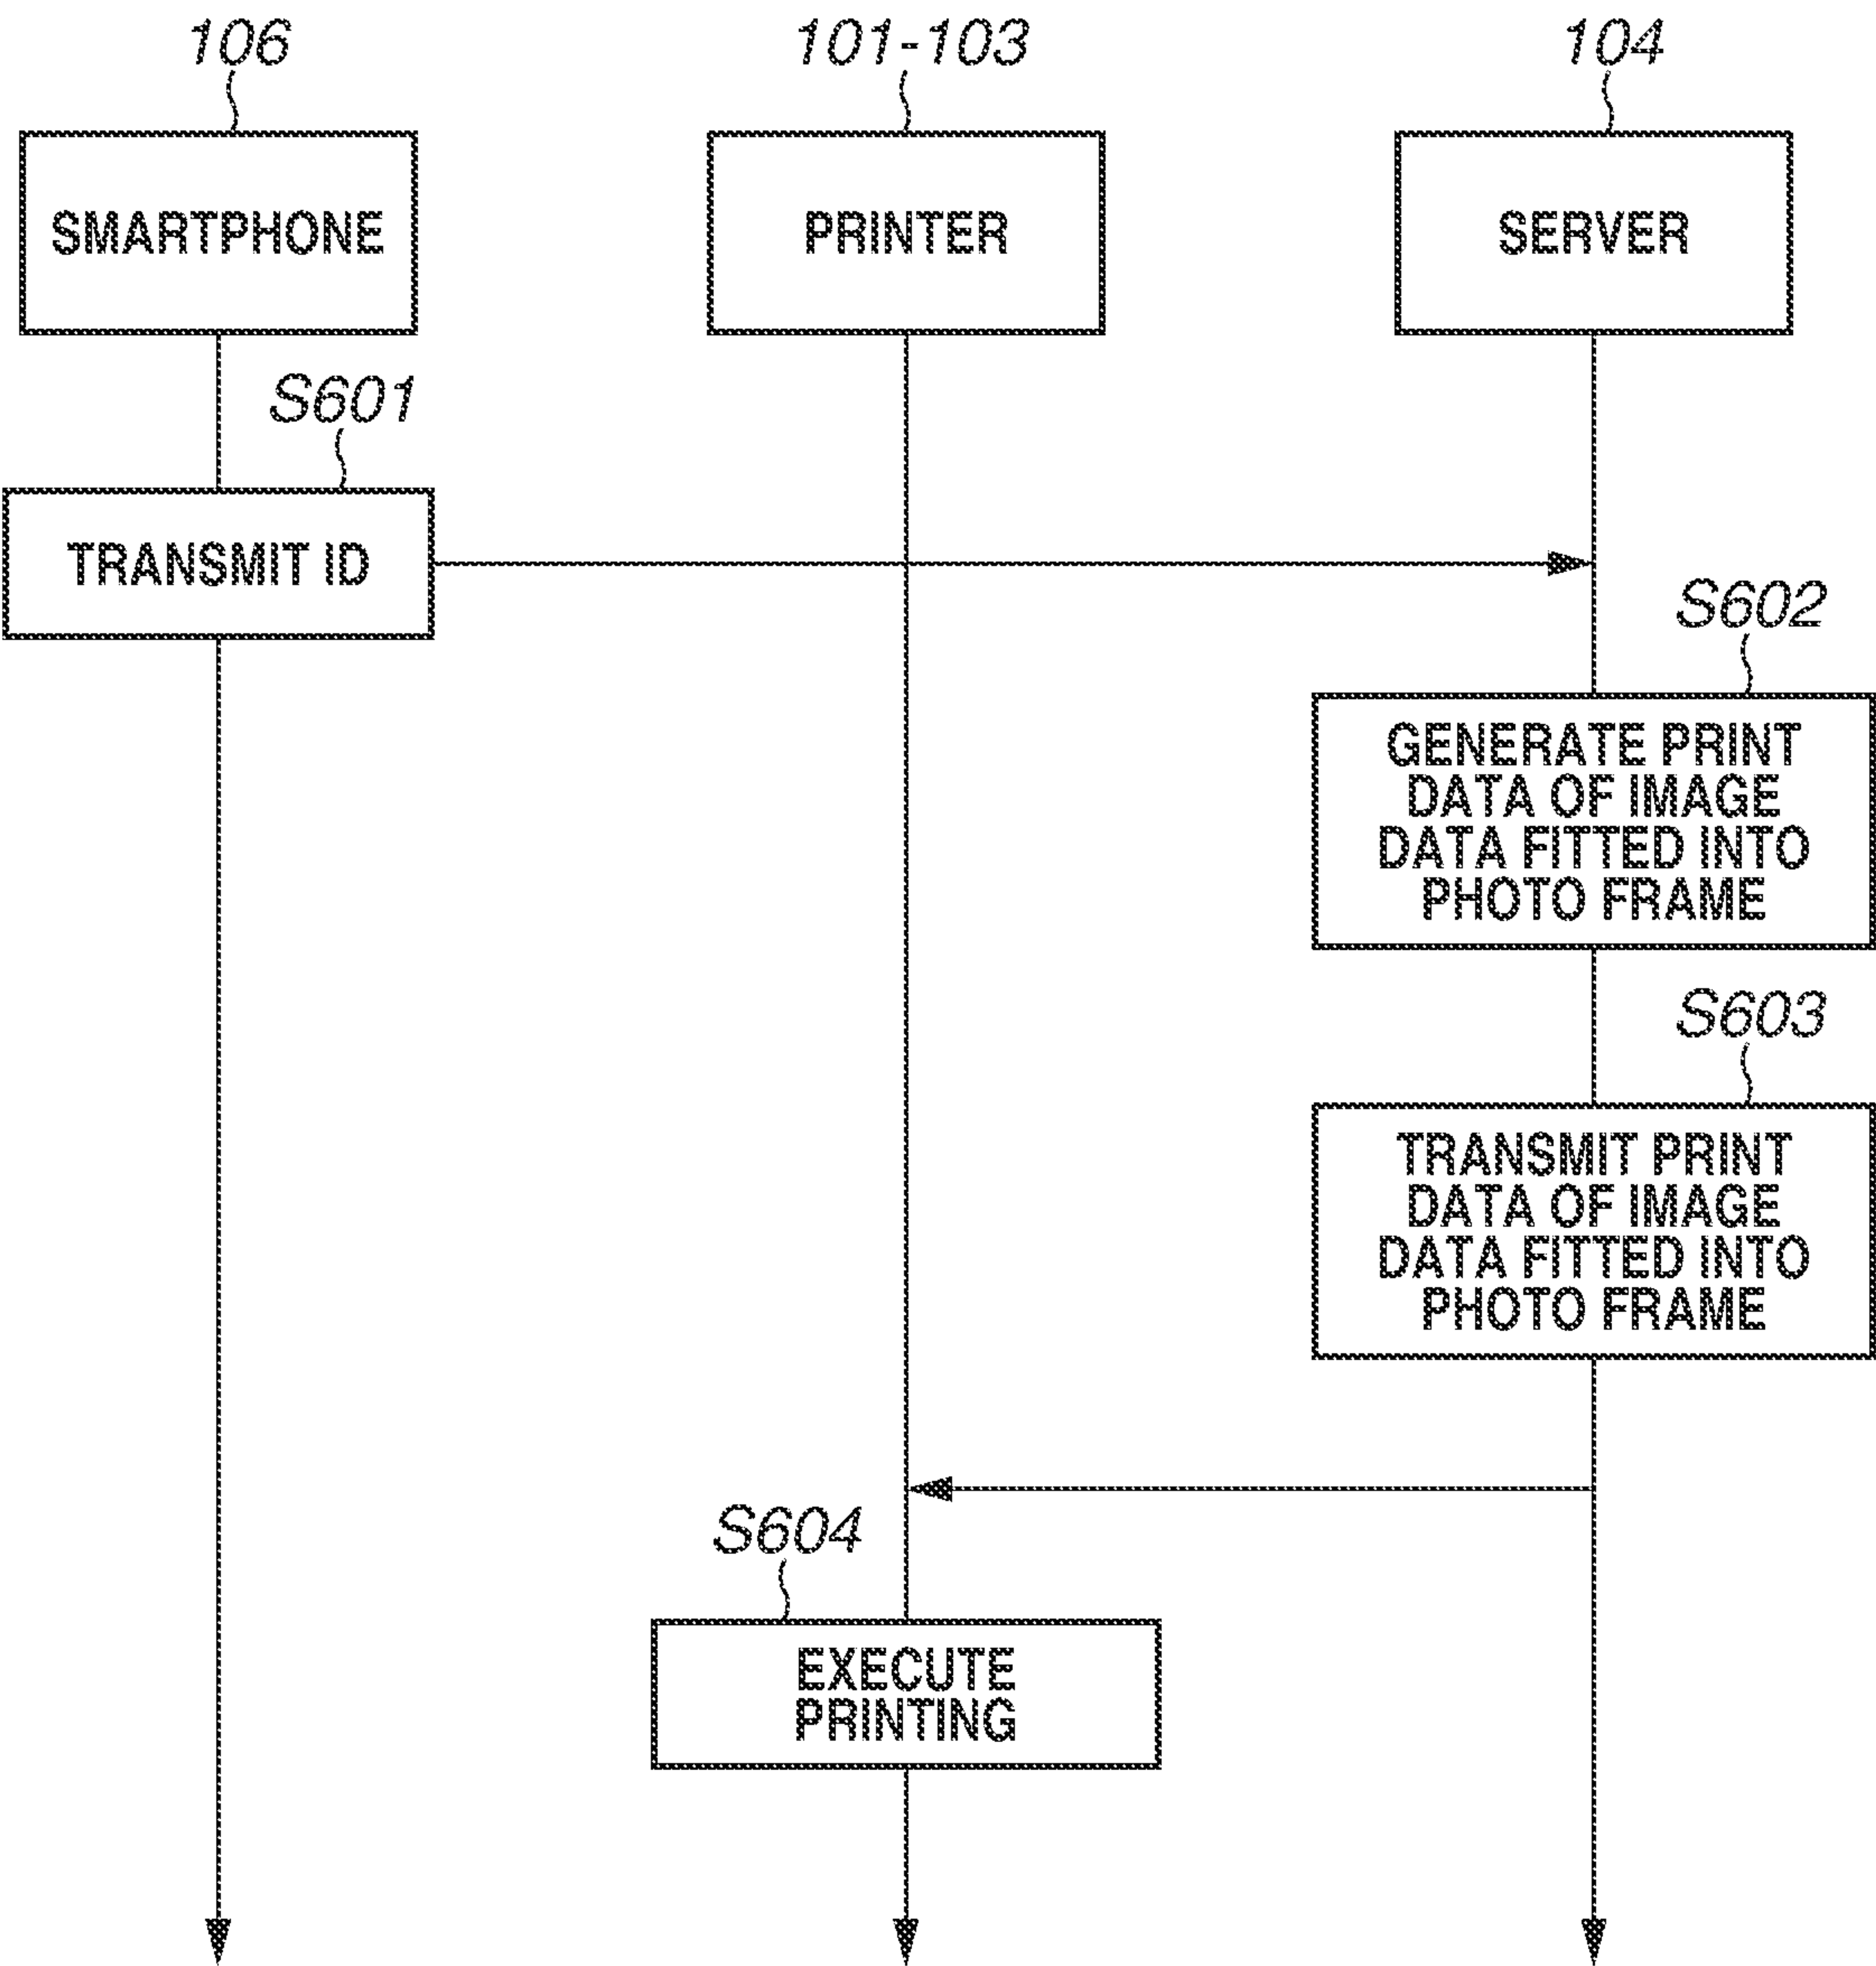 106
101-103
104
SMARTPHONE
PRINTER
SERVER
S601
TRANSMIT ID
S602
GENERATE PRINT
DATA OF IMAGE
DATA FITTED INTO
PHOTO FRAME
S603
TRANSMIT PRINT
DATA OF IMAGE
DATA FITTED INTO
PHOTO FRAME
S604
EXECUTE
PRINTING